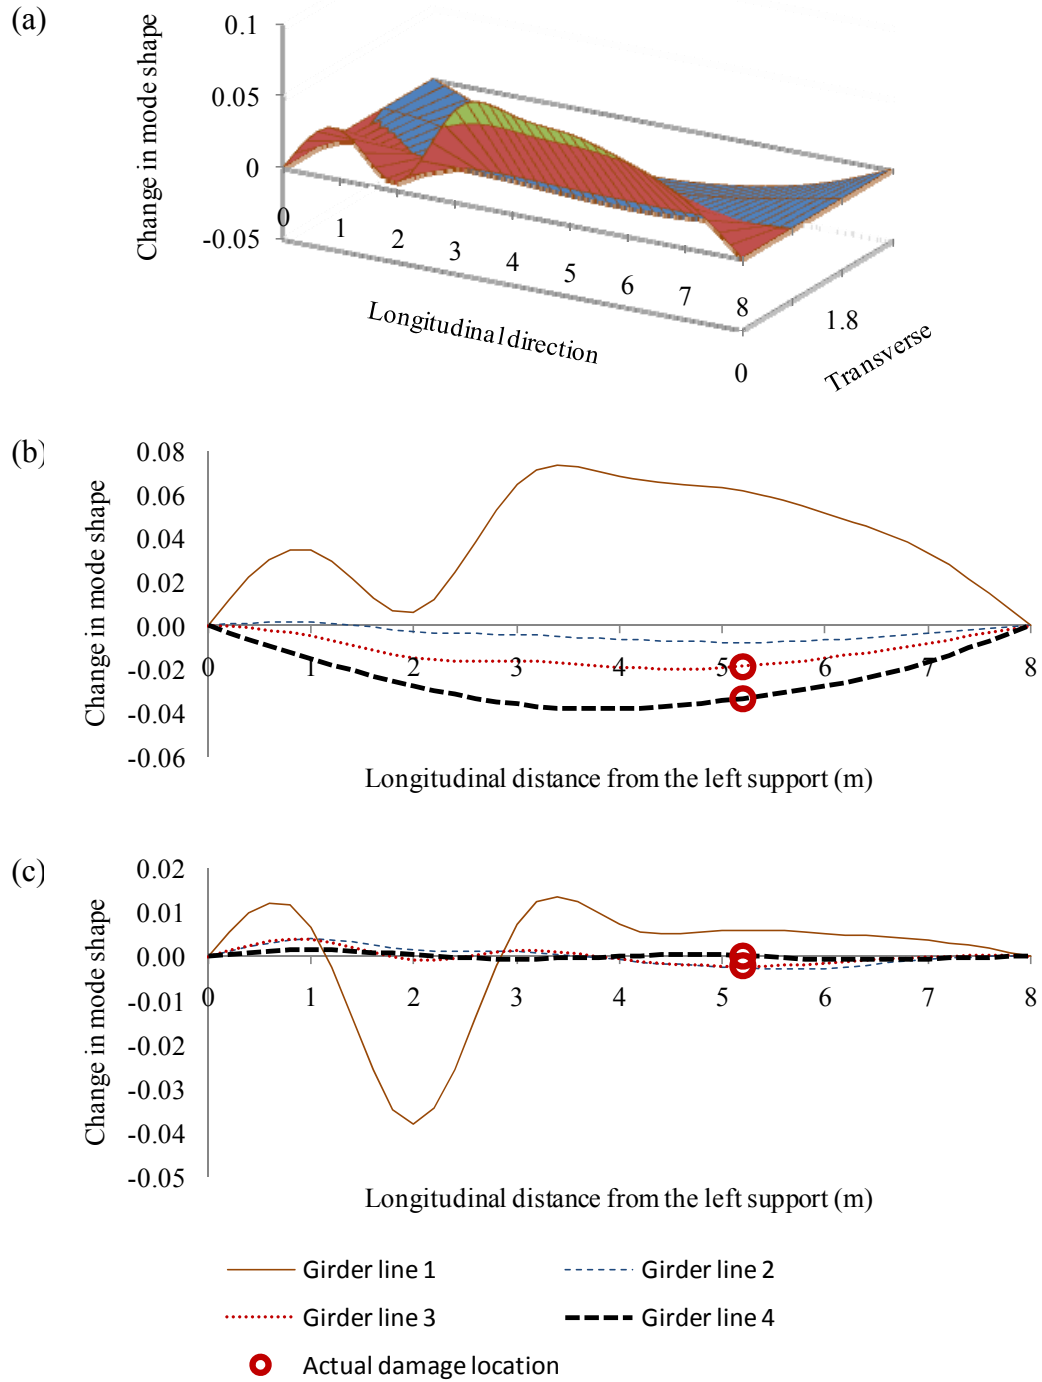 (a)
Change in mode shape
0.1
0.05
0
-0.05
0 1 2 3 4 5 6 7 8
Longitudinal direction
0 1.8
Transverse
(b)
Change in mode shape
0.08
0.06
0.04
0.02
0.00
-0.02
-0.04
-0.06
0 1 2 3 4 5 6 7 8
Longitudinal distance from the left support (m)
(c)
Change in mode shape
0.02
0.01
0.00
-0.01
-0.02
-0.03
-0.04
-0.05
0 1 2 3 4 5 6 7 8
Longitudinal distance from the left support (m)
Girder line 1 Girder line 2
Girder line 3 Girder line 4
Actual damage location